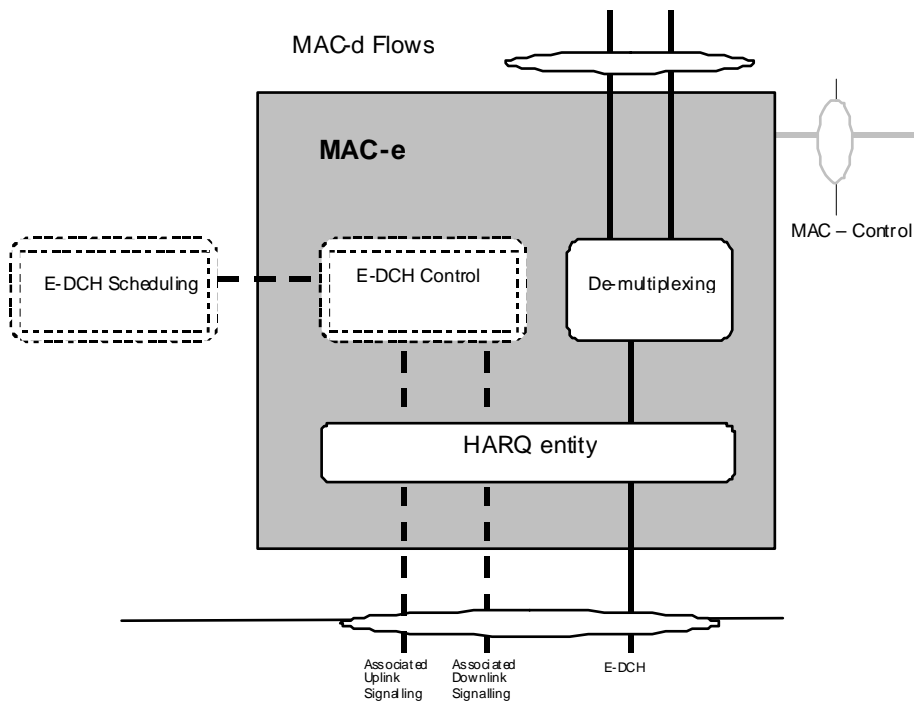 MAC-d Flows
MAC-e
MAC – Control
E-DCH Scheduling
E-DCH Control
De-multiplexing
HARQ entity
Associated
Uplink
Signalling
Associated
Downlink
Signalling
E-DCH